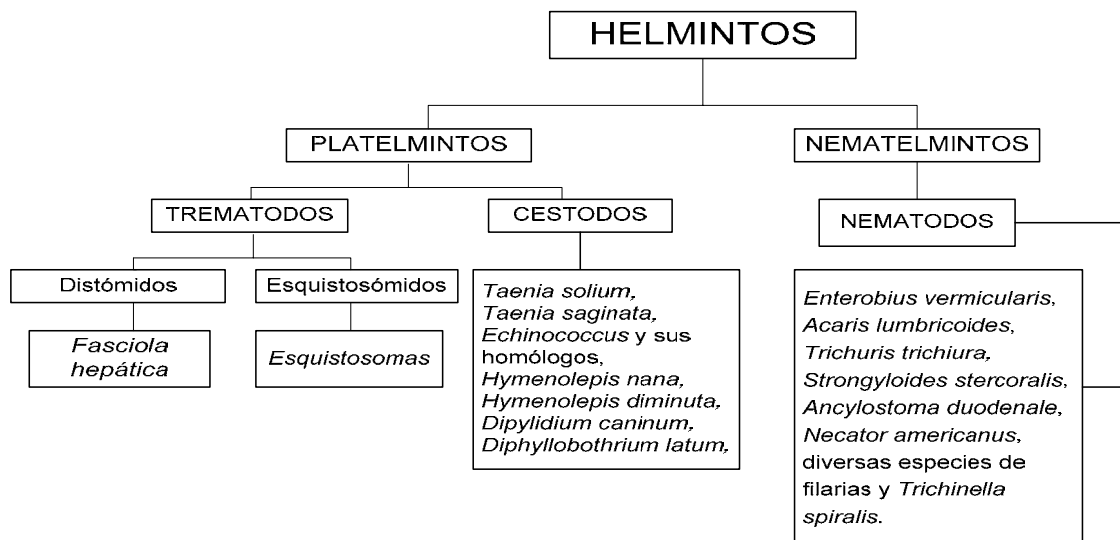 HELMINTOS
PLATELMINTOS
NEMATELMINTOS
TREMATODOS
CESTODOS
NEMATODOS
Distómidos
Esquistosómidos
Fasciola
hepática
Esquistosomas
Taenia solium,
Taenia saginata,
Echinococcus y sus
homólogos,
Hymenolepis nana,
Hymenolepis diminuta,
Dipylidium caninum,
Diphyllobothrium latum,
Enterobius vermicularis,
Acaris lumbricoides,
Trichuris trichiura,
Strongyloides stercoralis,
Ancylostoma duodenale,
Necator americanus,
diversas especies de
filarias y Trichinella
spiralis.